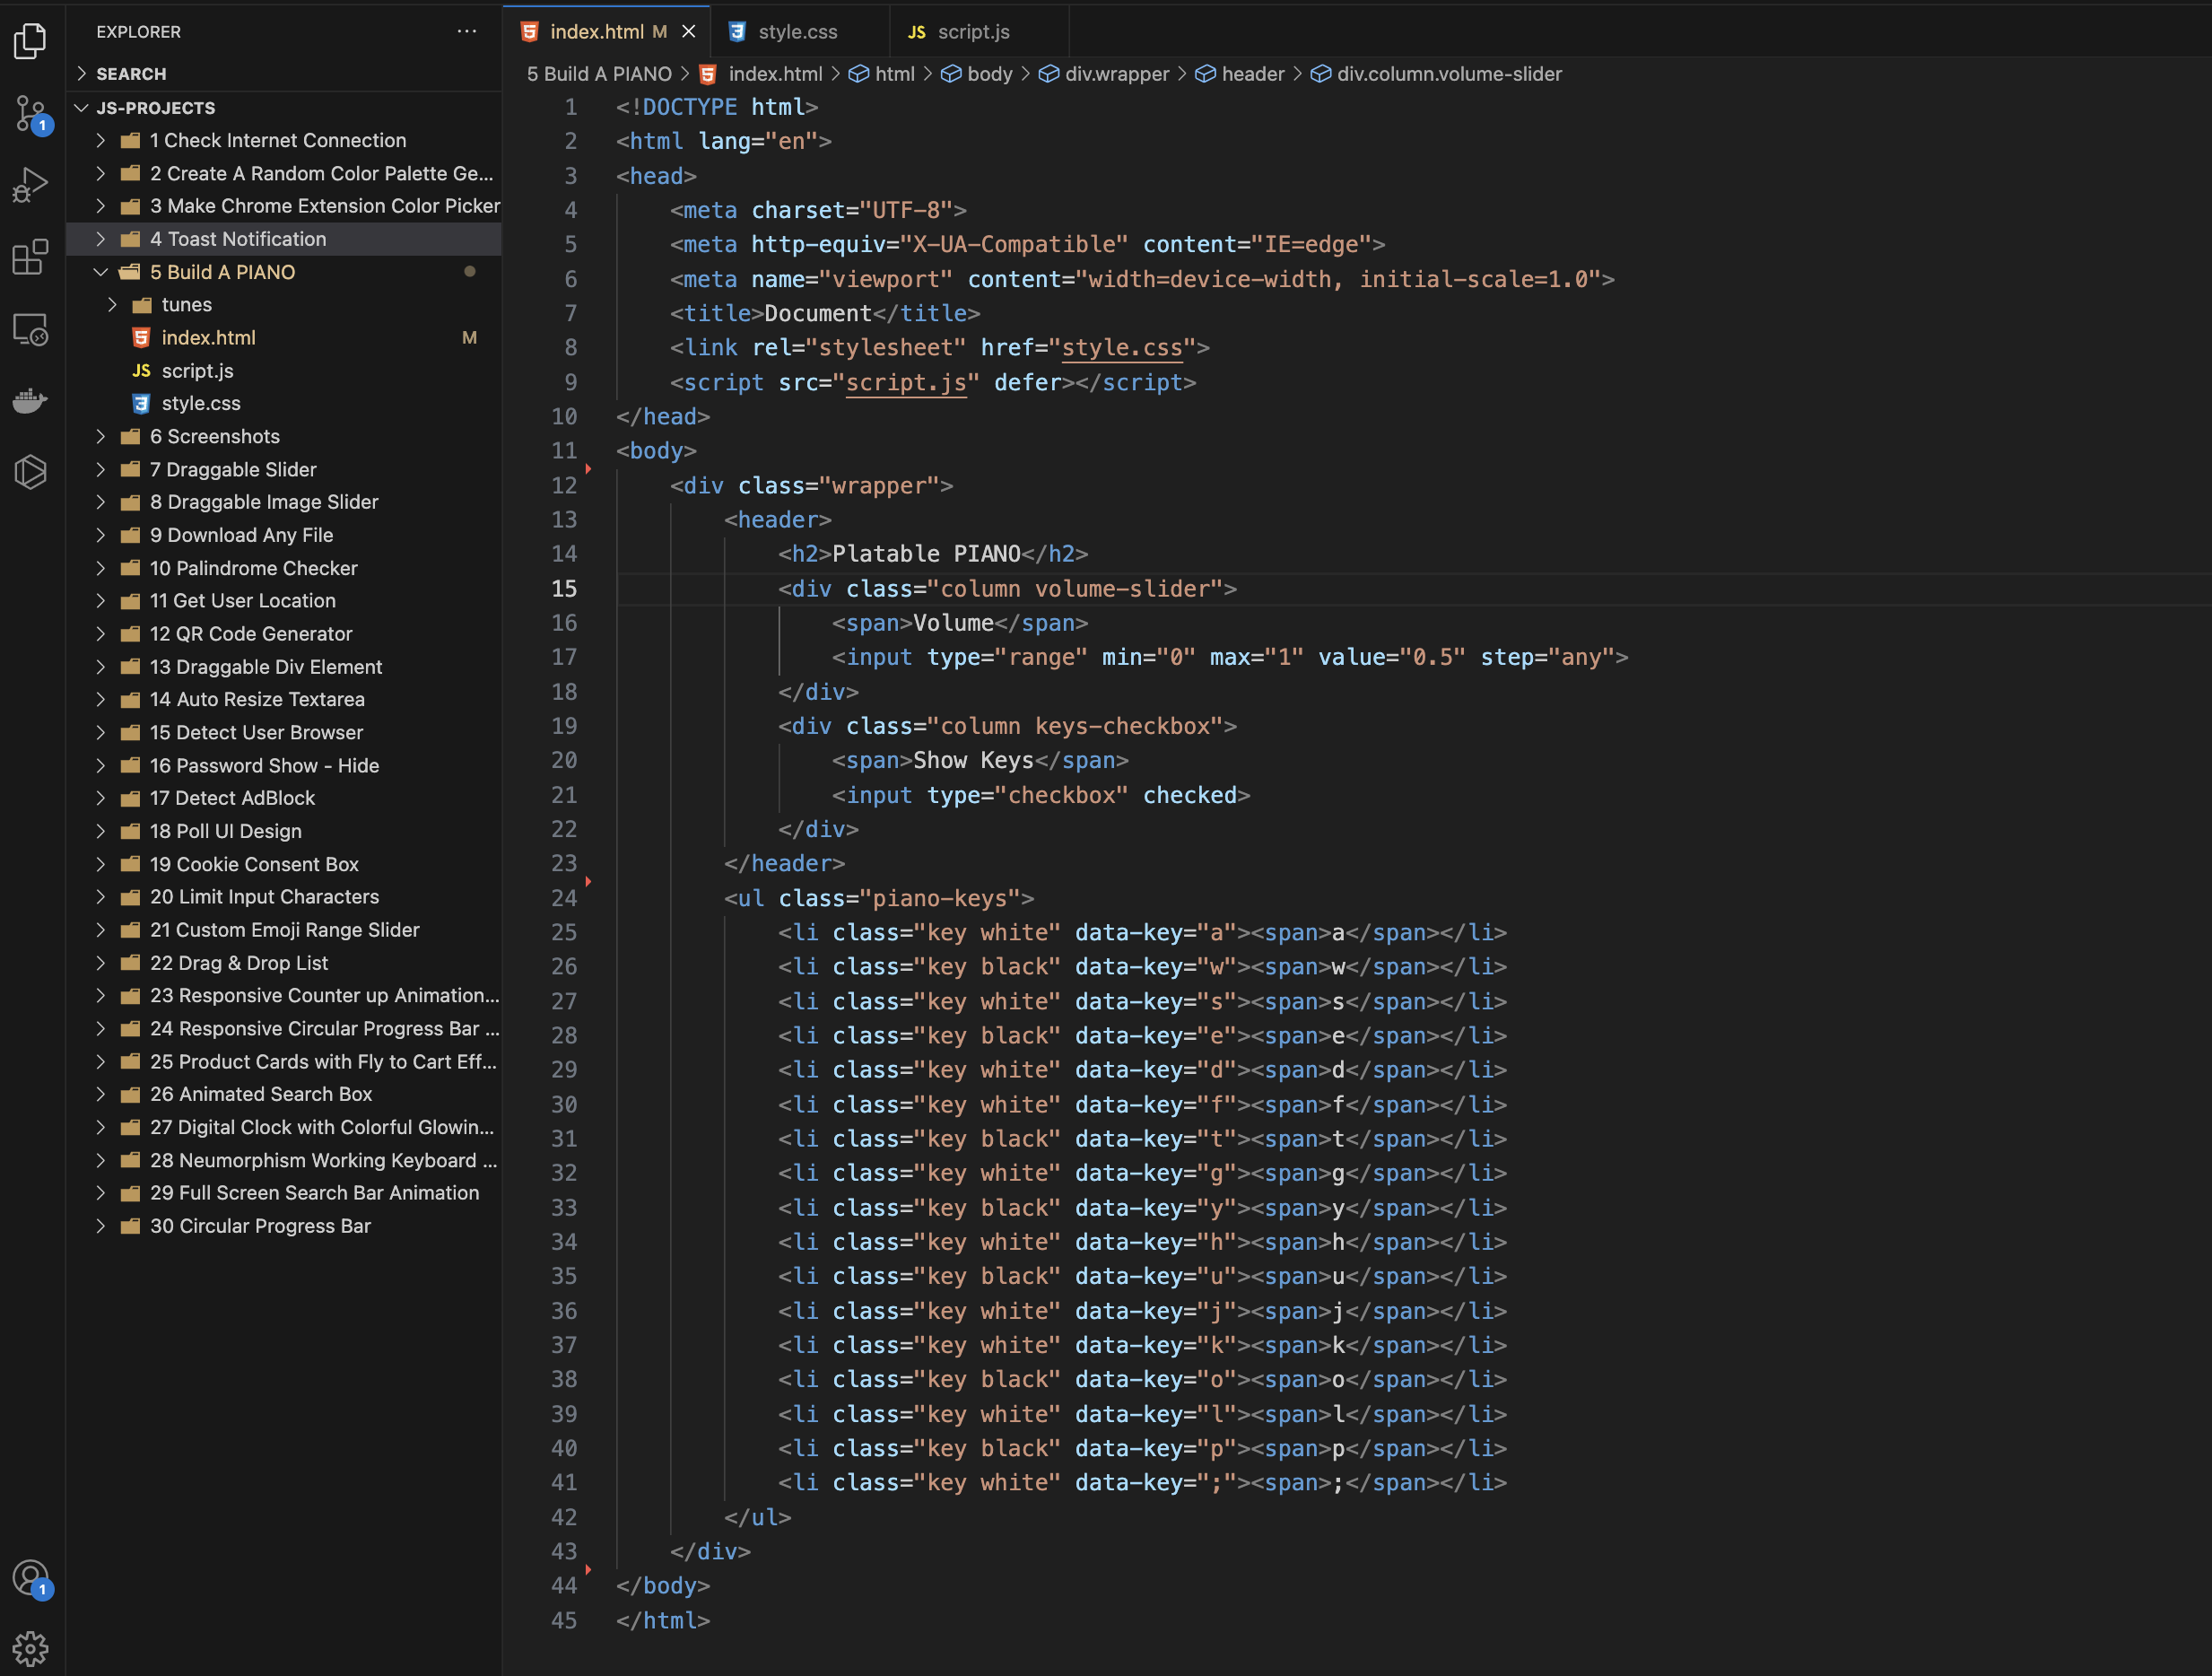 EXPLORER
SEARCH
JS-PROJECTS
1 Check Internet Connection
2 Create A Random Color Palette Ge...
3 Make Chrome Extension Color Picker
4 Toast Notification
5 Build A PIANO
tunes
index.html M
JS script.js
style.css
6 Screenshots
7 Draggable Slider
8 Draggable Image Slider
9 Download Any File
10 Palindrome Checker
11 Get User Location
12 QR Code Generator
13 Draggable Div Element
14 Auto Resize Textarea
15 Detect User Browser
16 Password Show - Hide
17 Detect AdBlock
18 Poll UI Design
19 Cookie Consent Box
20 Limit Input Characters
21 Custom Emoji Range Slider
22 Drag & Drop List
23 Responsive Counter up Animation...
24 Responsive Circular Progress Bar ...
25 Product Cards with Fly to Cart Eff...
26 Animated Search Box
27 Digital Clock with Colorful Glowin...
28 Neumorphism Working Keyboard ...
29 Full Screen Search Bar Animation
30 Circular Progress Bar
1
1
index.html M style.css JS script.js
5 Build A PIANO > index.html > html > body > div.wrapper > header > div.column.volume-slider
1 <!DOCTYPE html>
2 <html lang="en">
3 <head>
4 <meta charset="UTF-8">
5 <meta http-equiv="X-UA-Compatible" content="IE=edge">
6 <meta name="viewport" content="width=device-width, initial-scale=1.0">
7 <title>Document</title>
8 <link rel="stylesheet" href="style.css">
9 <script src="script.js" defer></script>
10 </head>
11 <body>
12 <div class="wrapper">
13 <header>
14 <h2>Platable PIANO</h2>
15 <div class="column volume-slider">
16 <span>Volume</span>
17 <input type="range" min="0" max="1" value="0.5" step="any">
18 </div>
19 <div class="column keys-checkbox">
20 <span>Show Keys</span>
21 <input type="checkbox" checked>
22 </div>
23 </header>
24 <ul class="piano-keys">
25 <li class="key white" data-key="a"><span>a</span></li>
26 <li class="key black" data-key="w"><span>w</span></li>
27 <li class="key white" data-key="s"><span>s</span></li>
28 <li class="key black" data-key="e"><span>e</span></li>
29 <li class="key white" data-key="d"><span>d</span></li>
30 <li class="key white" data-key="f"><span>f</span></li>
31 <li class="key black" data-key="t"><span>t</span></li>
32 <li class="key white" data-key="g"><span>g</span></li>
33 <li class="key black" data-key="y"><span>y</span></li>
34 <li class="key white" data-key="h"><span>h</span></li>
35 <li class="key black" data-key="u"><span>u</span></li>
36 <li class="key white" data-key="j"><span>j</span></li>
37 <li class="key white" data-key="k"><span>k</span></li>
38 <li class="key black" data-key="o"><span>o</span></li>
39 <li class="key white" data-key="l"><span>l</span></li>
40 <li class="key black" data-key="p"><span>p</span></li>
41 <li class="key white" data-key=";"><span>;</span></li>
42 </ul>
43 </div>
44 </body>
45 </html>